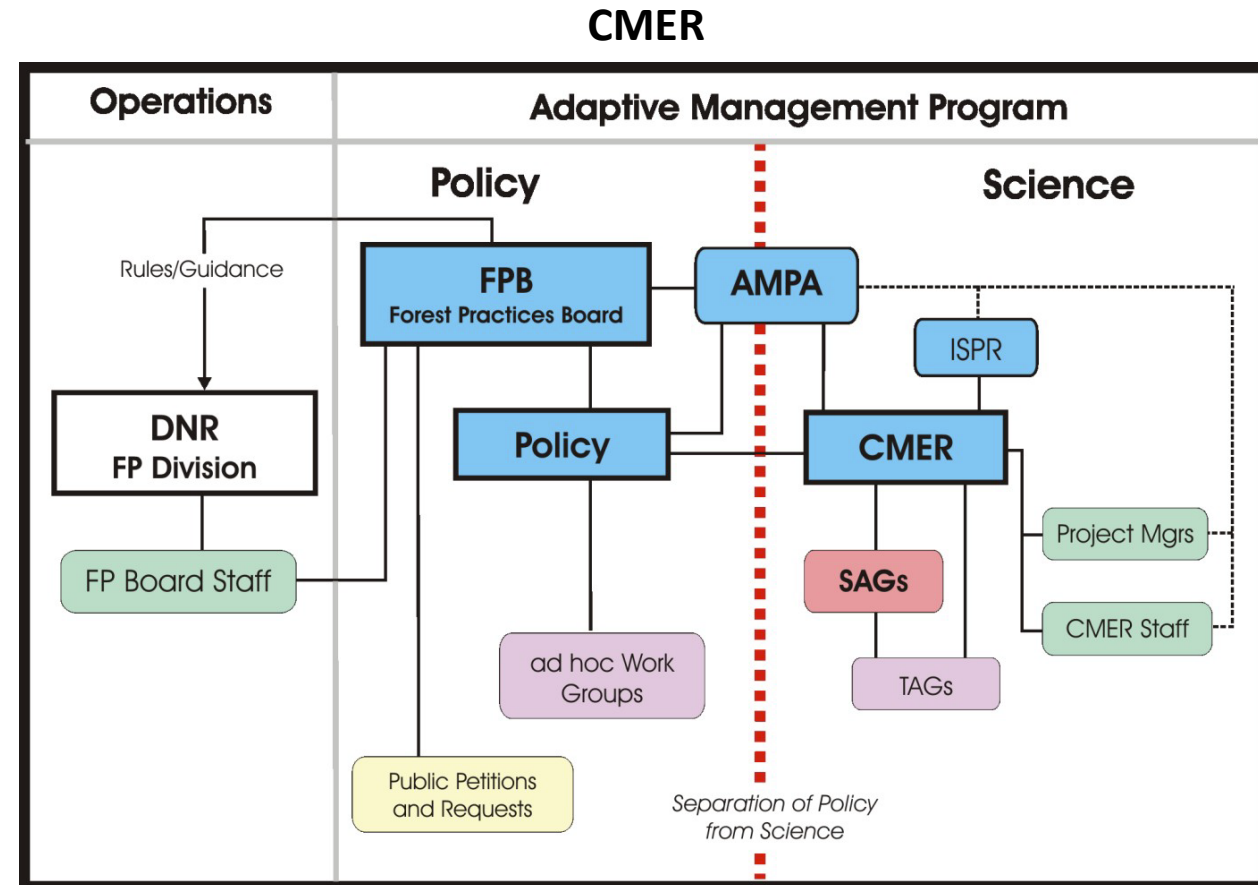 CMER
Operations
Adaptive Management Program
Policy
Science
Rules/Guidance
FPB
Forest Practices Board
AMPA
ISPR
DNR
FP Division
Policy
CMER
FP Board Staff
SAGs
Project Mgrs
CMER Staff
ad hoc Work
Groups
TAGs
Public Petitions
and Requests
Separation of Policy
from Science